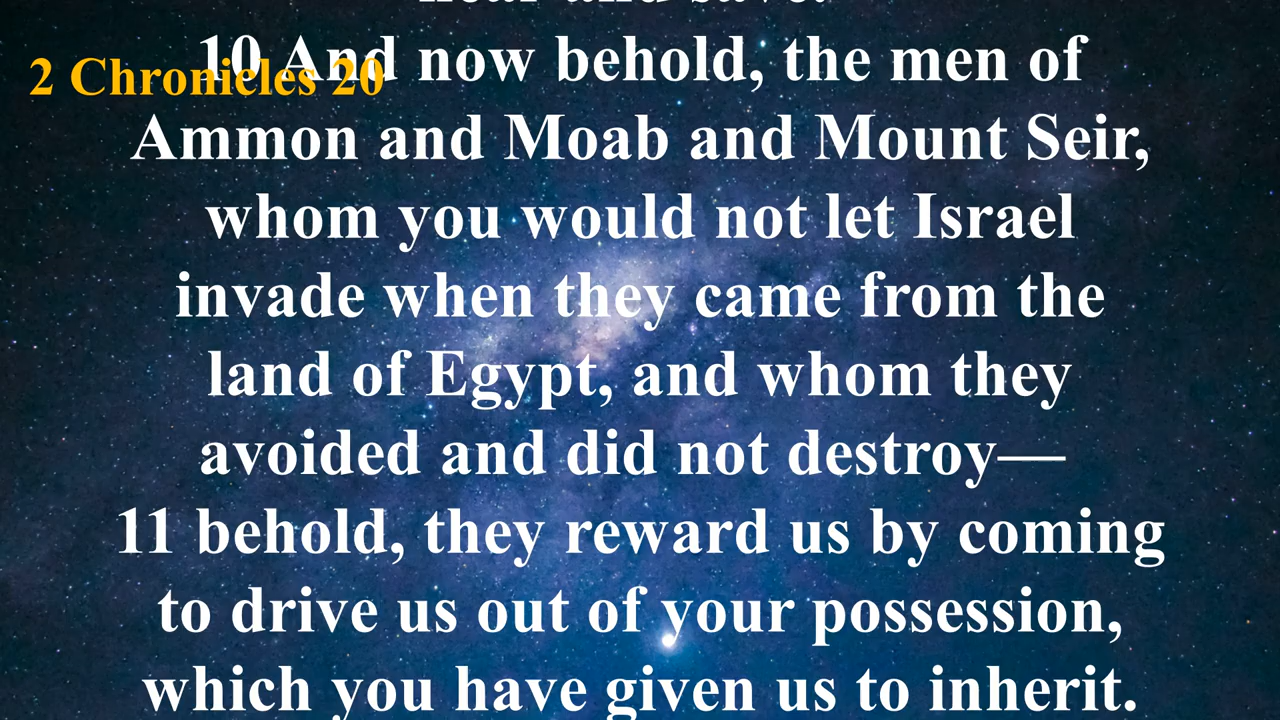 hear and save.
10 And now behold, the men of
2 Chronicles 20
Ammon and Moab and Mount Seir,
whom you would not let Israel
invade when they came from the
land of Egypt, and whom they
avoided and did not destroy—
11 behold, they reward us by coming
to drive us out of your possession,
which you have given us to inherit.